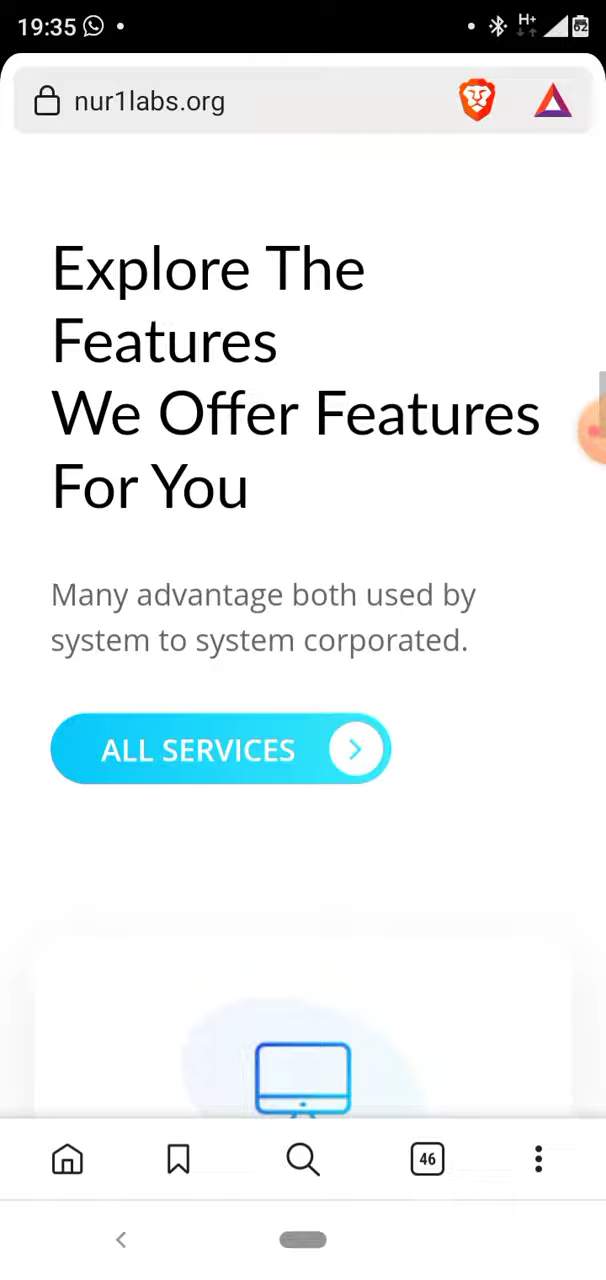 19:35
H+
62
nur1labs.org
Explore The
Features
We Offer Features
For You
Many advantage both used by
system to system corporated.
ALL SERVICES
46